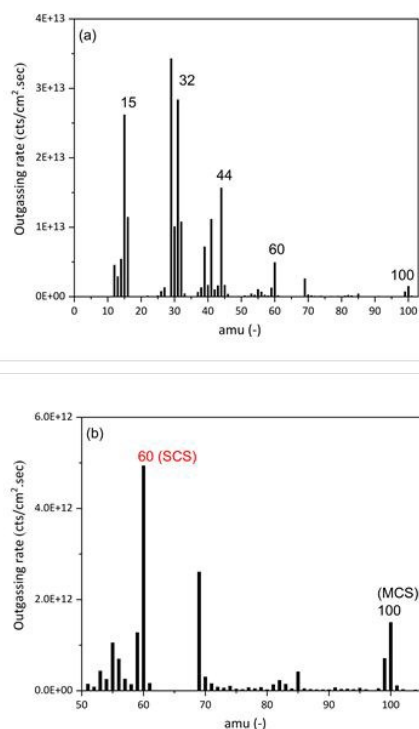 (a)
Outgassing rate (cts/cm².sec)
4E+13
3E+13
2E+13
1E+13
0E+00
15
32
44
60
100
0 10 20 30 40 50 60 70 80 90 100
amu (-)
(b)
Outgassing rate (cts/cm².sec)
6.0E+12
4.0E+12
2.0E+12
0.0E+00
60 (SCS)
(MCS)
100
50 60 70 80 90 100
amu (-)